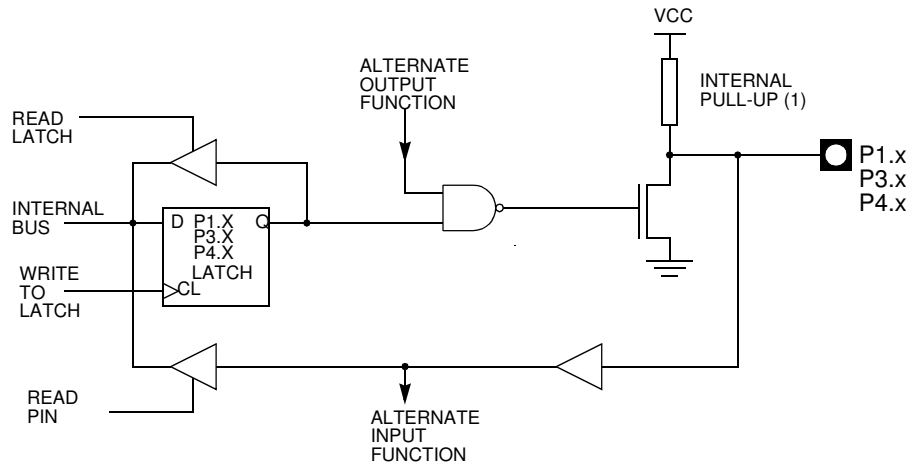 VCC
ALTERNATE
OUTPUT
FUNCTION
INTERNAL
PULL-UP (1)
READ
LATCH
P1.x
P3.x
P4.x
INTERNAL
BUS
D P1.X Q
P3.X
P4.X
LATCH
CL
WRITE
TO
LATCH
READ
PIN
ALTERNATE
INPUT
FUNCTION